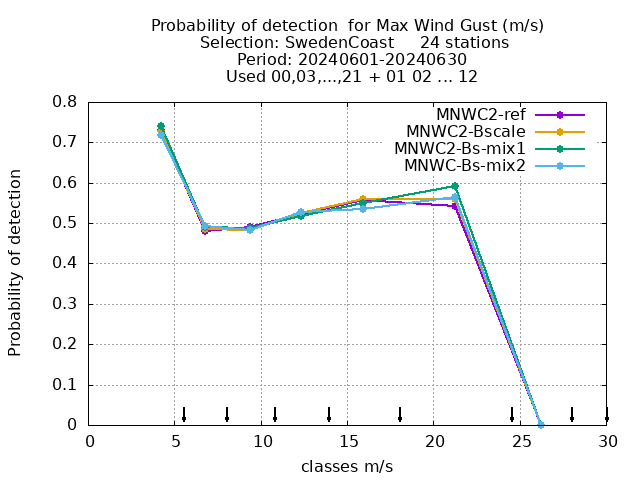 Probability of detection  for Max Wind Gust (m/s)
Selection: SwedenCoast     24 stations
Period: 20240601-20240630
Used 00,03,...,21 + 01 02 ... 12
MNWC2-ref
MNWC2-Bscale
MNWC2-Bs-mix1
MNWC-Bs-mix2
Probability of detection
0.8
0.7
0.6
0.5
0.4
0.3
0.2
0.1
0
0 5 10 15 20 25 30
classes m/s